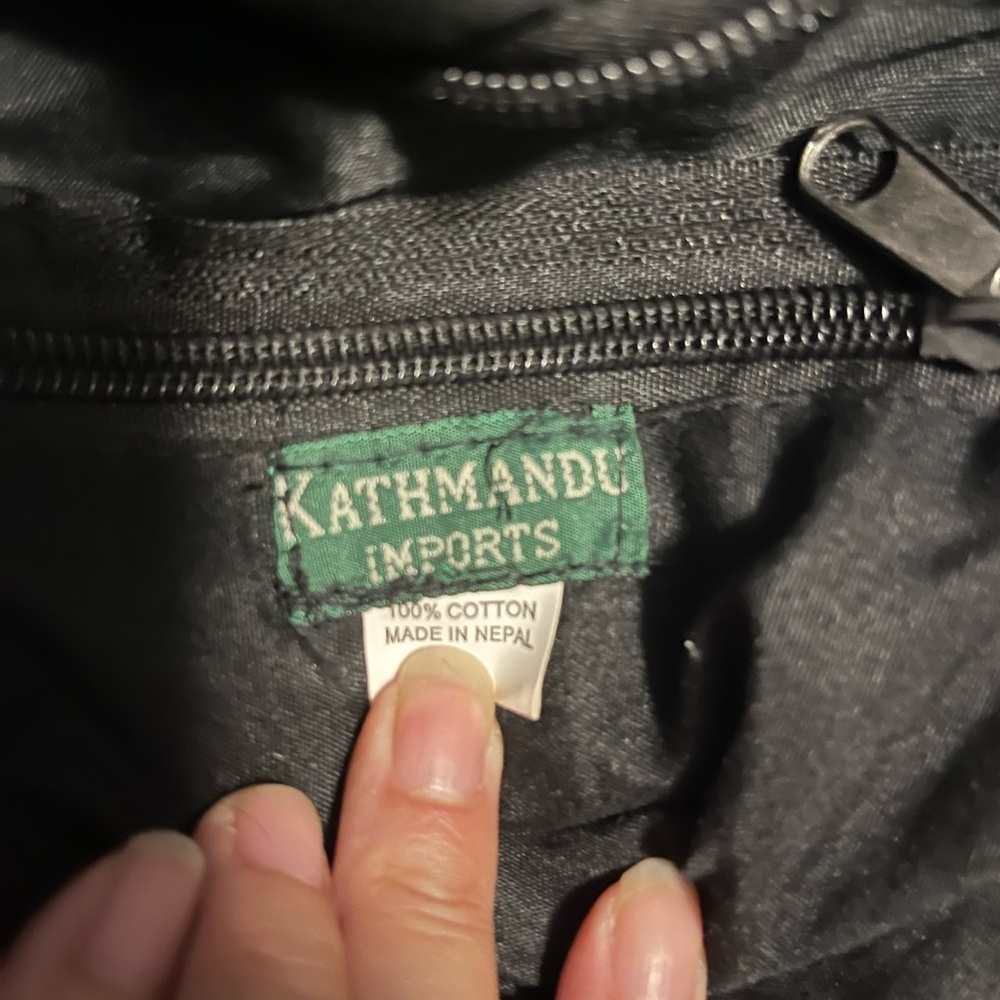 KATHMANDU
IMPORTS
100% COTTON
MADE IN NEPAL